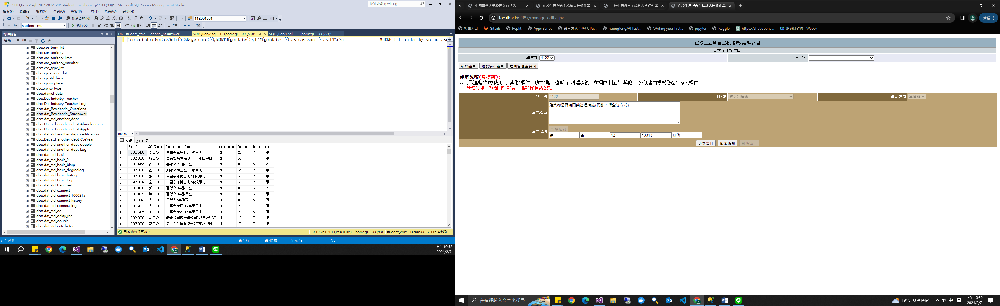 SQLQuery2.sql - 10.128.61.201.student_cmc (homegi1109 (83))* - Microsoft SQL Server Management Studio
快速啟動 (Ctrl+Q)
檔案(F) 編輯(E) 檢視(V) 查詢(Q) 專案(P) 工具(T) 視窗(W) 說明(H)
新增查詢(N) 112001581
student_cmc 執行(X)
物件總管
連線
dbo.cos_term_list
dbo.cos_territory
dbo.cos_territory_limit
dbo.cos_territory_member
dbo.cos_type_list
dbo.cp_service_dat
dbo.cp_std_basic
dbo.cp_sv_place
dbo.cp_sv_type
dbo.daniel_data
dbo.Dat_Industry_Teacher
dbo.Dat_Industry_Teacher_Log
dbo.dat_Residential_Questions
dbo.dat_Residential_StuAnswer
dbo.dat_std_another_dept
dbo.Dat_std_another_dept_Abandonment
dbo.Dat_std_another_dept_Apply
dbo.dat_std_another_dept_certification
dbo.Dat_std_another_dept_CosYear
dbo.dat_std_another_dept_double
dbo.dat_std_another_dept_Log
dbo.dat_std_basic
dbo.dat_std_basic_2
dbo.dat_std_basic_bkup
dbo.dat_std_basic_degreelog
dbo.dat_std_basic_history
dbo.dat_std_basic_log
dbo.dat_std_basic_rest
dbo.dat_std_connect
dbo.dat_std_connect_1000215
dbo.dat_std_connect_history
dbo.dat_std_connect_log
dbo.dat_std_da
dbo.dat_std_delay_rec
dbo.dat_std_double
dbo.dat_std_entr_before
DB1.student_cmc -...dential_StuAnswer SQLQuery2.sql - 1...(homegi1109 (83))* SQLQuery1.sql - 1...(homegi1109 (77))*
"select dbo.GetCosSmtr(YEAR(getdate()),MONTH(getdate()),DAY(getdate())) as cos_smtr ) as UT\r\n WHERE 1=1 order by std_no asc
100 %
結果 訊息
Std_No Std_Name dept_degree_class state_name dept_no degree class
1 100022402 李○○ 中醫學系甲組7年級甲班 N 22 7 甲
2 100050002 陳○○ 公共衛生學系博士班4年級甲班 N 50 4 甲
3 102001454 許○○ 醫學系5年級乙班 N 01 5 乙
4 102055003 劉○○ 藥學系博士班7年級甲班 N 55 7 甲
5 102058005 張○○ 中醫學系博士班7年級甲班 N 58 7 甲
6 102058007 盧○○ 中醫學系博士班7年級甲班 N 58 7 甲
7 103001008 郭○○ 醫學系6年級乙班 N 01 6 乙
8 103001025 陳○○ 醫學系6年級甲班 N 01 6 甲
9 103003043 李○○ 藥學系5年級丙班 N 03 5 丙
10 103022013 李○○ 中醫學系甲組7年級甲班 N 22 7 甲
11 103023426 王○○ 中醫學系乙組5年級甲班 N 23 5 甲
12 103048002 姚○○ 老化醫學博士學位學程7年級甲班 N 48 7 甲
13 103050003 陳○○ 公共衛生學系博士班7年級甲班 N 50 7 甲
已成功執行查詢。 10.128.61.201 (15.0 RTM) homegi1109 (83) student_cmc 00:00:00 7,115 資料列
就緒 第 1 行 第 43 欄 字元 43 INS
上午 10:52
2024/2/7
中國醫藥大學校園入口網站 在校生居所自主檢核表管理作業 在校生居所自主檢核表管理作業 在校生居所自主檢核表管理作業
localhost:62887/manage_edit.aspx 錯誤
校園入口 GitLab Replit Apps Script 第三方 API 整理. Pu... hsiangfeng/APIList... Writing your first... jupyter Kaggle https://chat.opena... 網路研討會 - Webex
在校生居所自主檢核表-編輯題目
查詢條件設定區
學年期 1122 分段別
新增題目 複製學年題目 返回管理主頁面
使用說明(及提醒):
>> (單選題)如需使用到'其他'欄位，請在'題目選項'新增選項後，在欄位中輸入'其他'，系統會自動幫您產生輸入欄位
>> 請勿於填答期間'新增'或'刪除'題目或選項
學年期 1122 分段別 校外租屋處 題目類型 單選題
題目標題 建築物是否有門禁管理措施(門鎖、保全等方式)
題目選項 新增選項
是 否 12 13313 其他
更新題目 取消編輯 刪除題目
在這裡輸入文字來搜尋 19°C 多雲時陰 中 上午 10:52
2024/2/7